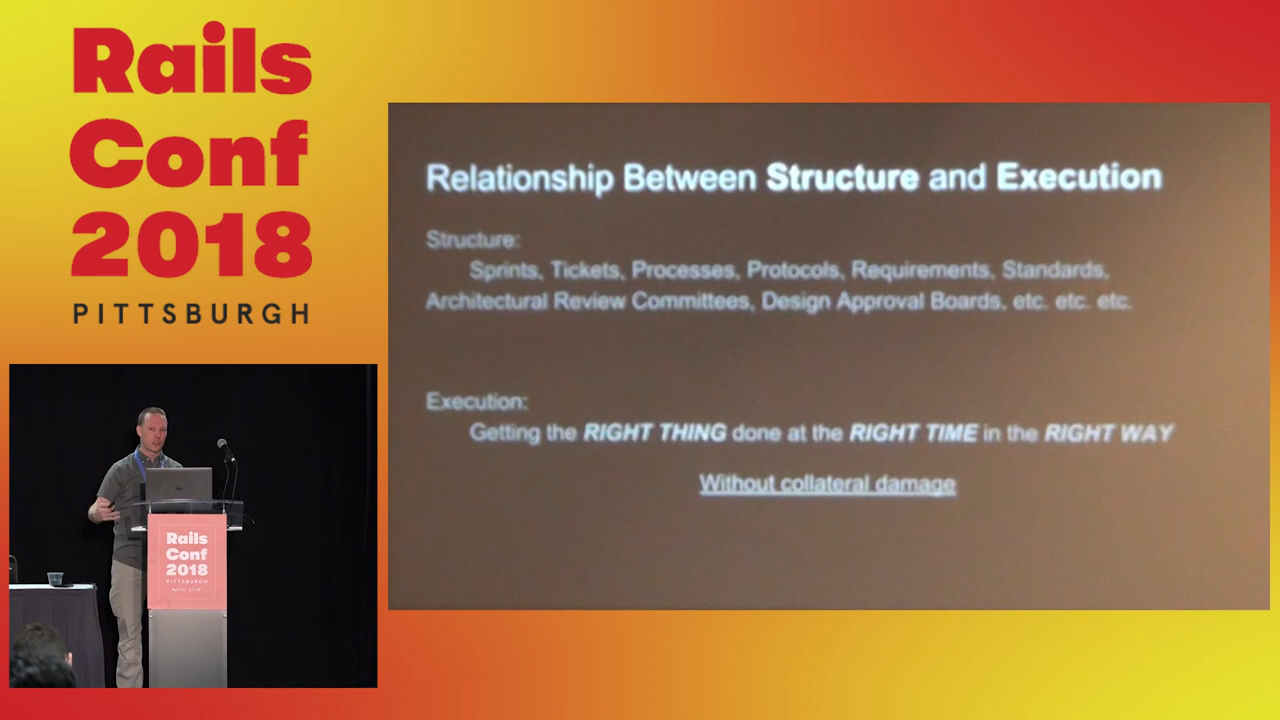 Rails
Conf
2018
PITTSBURGH
Relationship Between Structure and Execution
Structure:
Sprints, Tickets, Processes, Protocols, Requirements, Standards,
Architectural Review Committees, Design Approval Boards, etc. etc. etc.
Execution:
Getting the RIGHT THING done at the RIGHT TIME in the RIGHT WAY
Without collateral damage
Rails
Conf
2018
PITTSBURGH